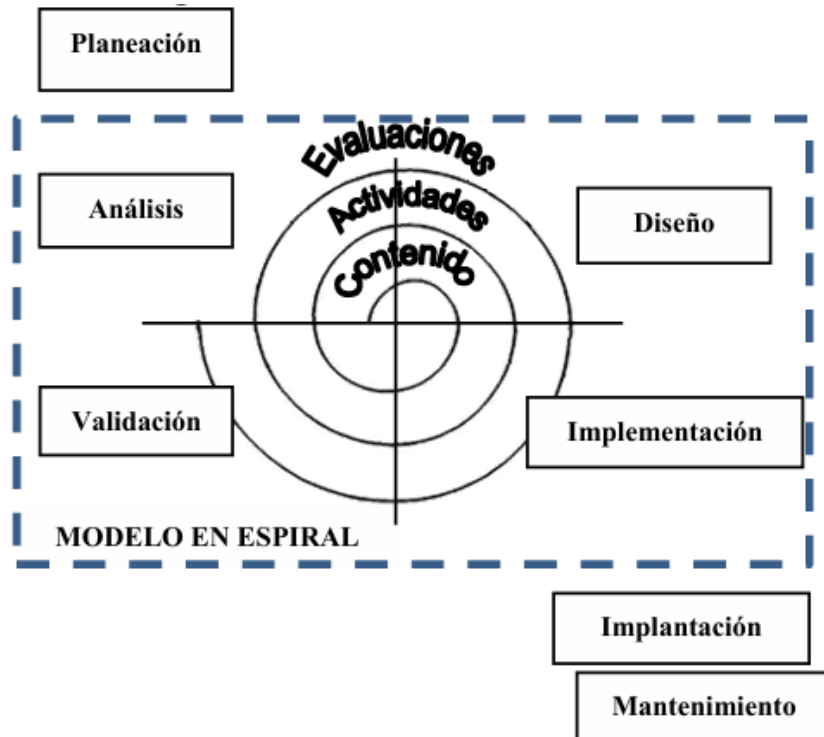 Planeación
Evaluaciones
Análisis
Actividades
Diseño
Contenido
Validación
Implementación
MODELO EN ESPIRAL
Implantación
Mantenimiento